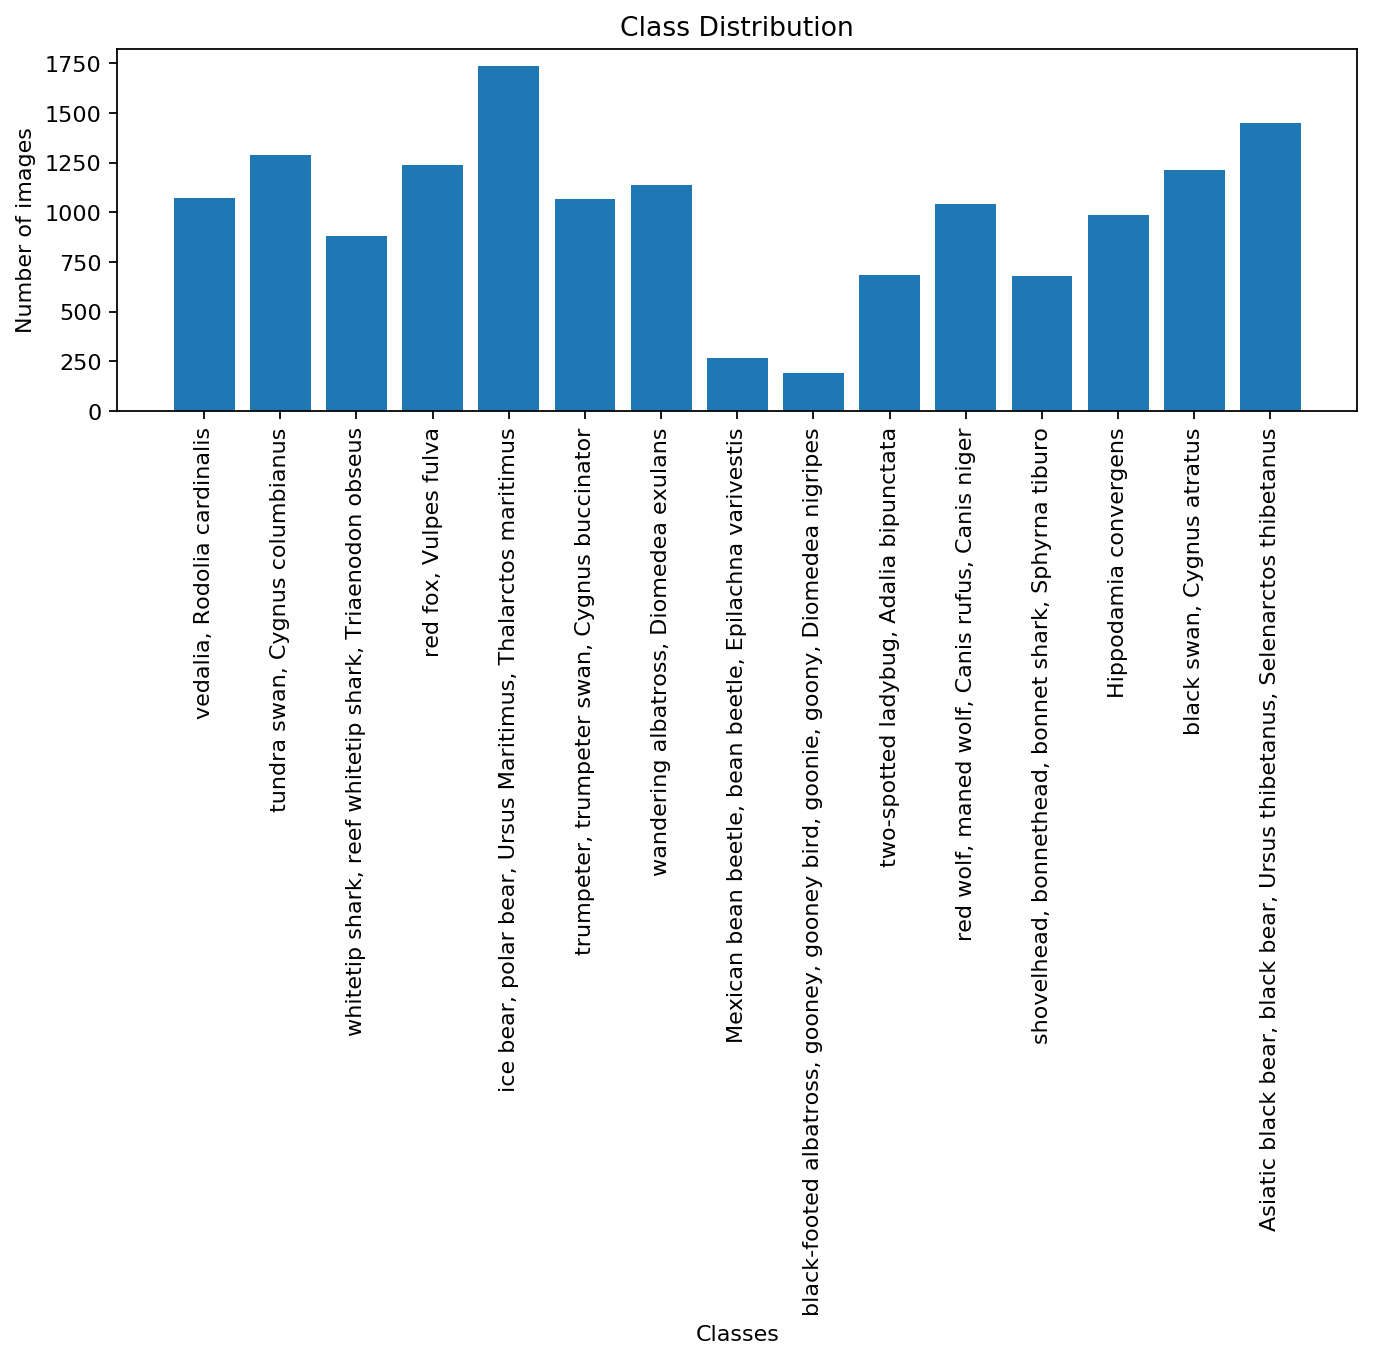 Class Distribution
Number of images
1750
1500
1250
1000
750
500
250
0
vedalia, Rodolia cardinalis
tundra swan, Cygnus columbianus
whitetip shark, reef whitetip shark, Triaenodon obseus
red fox, Vulpes fulva
ice bear, polar bear, Ursus Maritimus, Thalarctos maritimus
trumpeter, trumpeter swan, Cygnus buccinator
wandering albatross, Diomedea exulans
Mexican bean beetle, bean beetle, Epilachna varivestis
black-footed albatross, gooney, gooney bird, goonie, goony, Diomedea nigripes
two-spotted ladybug, Adalia bipunctata
red wolf, maned wolf, Canis rufus, Canis niger
shovelhead, bonnethead, bonnet shark, Sphyrna tiburo
Hippodamia convergens
black swan, Cygnus atratus
Asiatic black bear, black bear, Ursus thibetanus, Selenarctos thibetanus
Classes